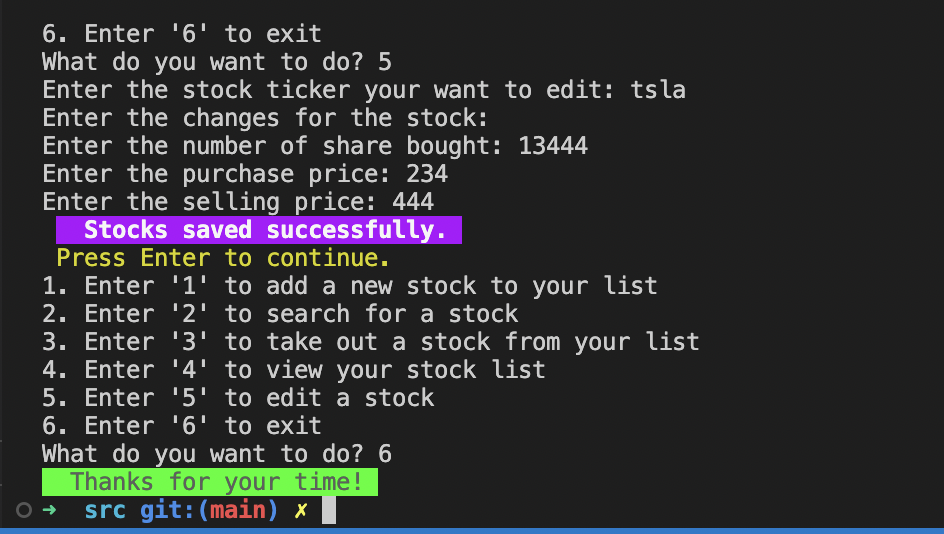 6. Enter '6' to exit
What do you want to do? 5
Enter the stock ticker your want to edit: tsla
Enter the changes for the stock:
Enter the number of share bought: 13444
Enter the purchase price: 234
Enter the selling price: 444
Stocks saved successfully.
Press Enter to continue.
1. Enter '1' to add a new stock to your list
2. Enter '2' to search for a stock
3. Enter '3' to take out a stock from your list
4. Enter '4' to view your stock list
5. Enter '5' to edit a stock
6. Enter '6' to exit
What do you want to do? 6
Thanks for your time!
➜ src git:(main) ✗